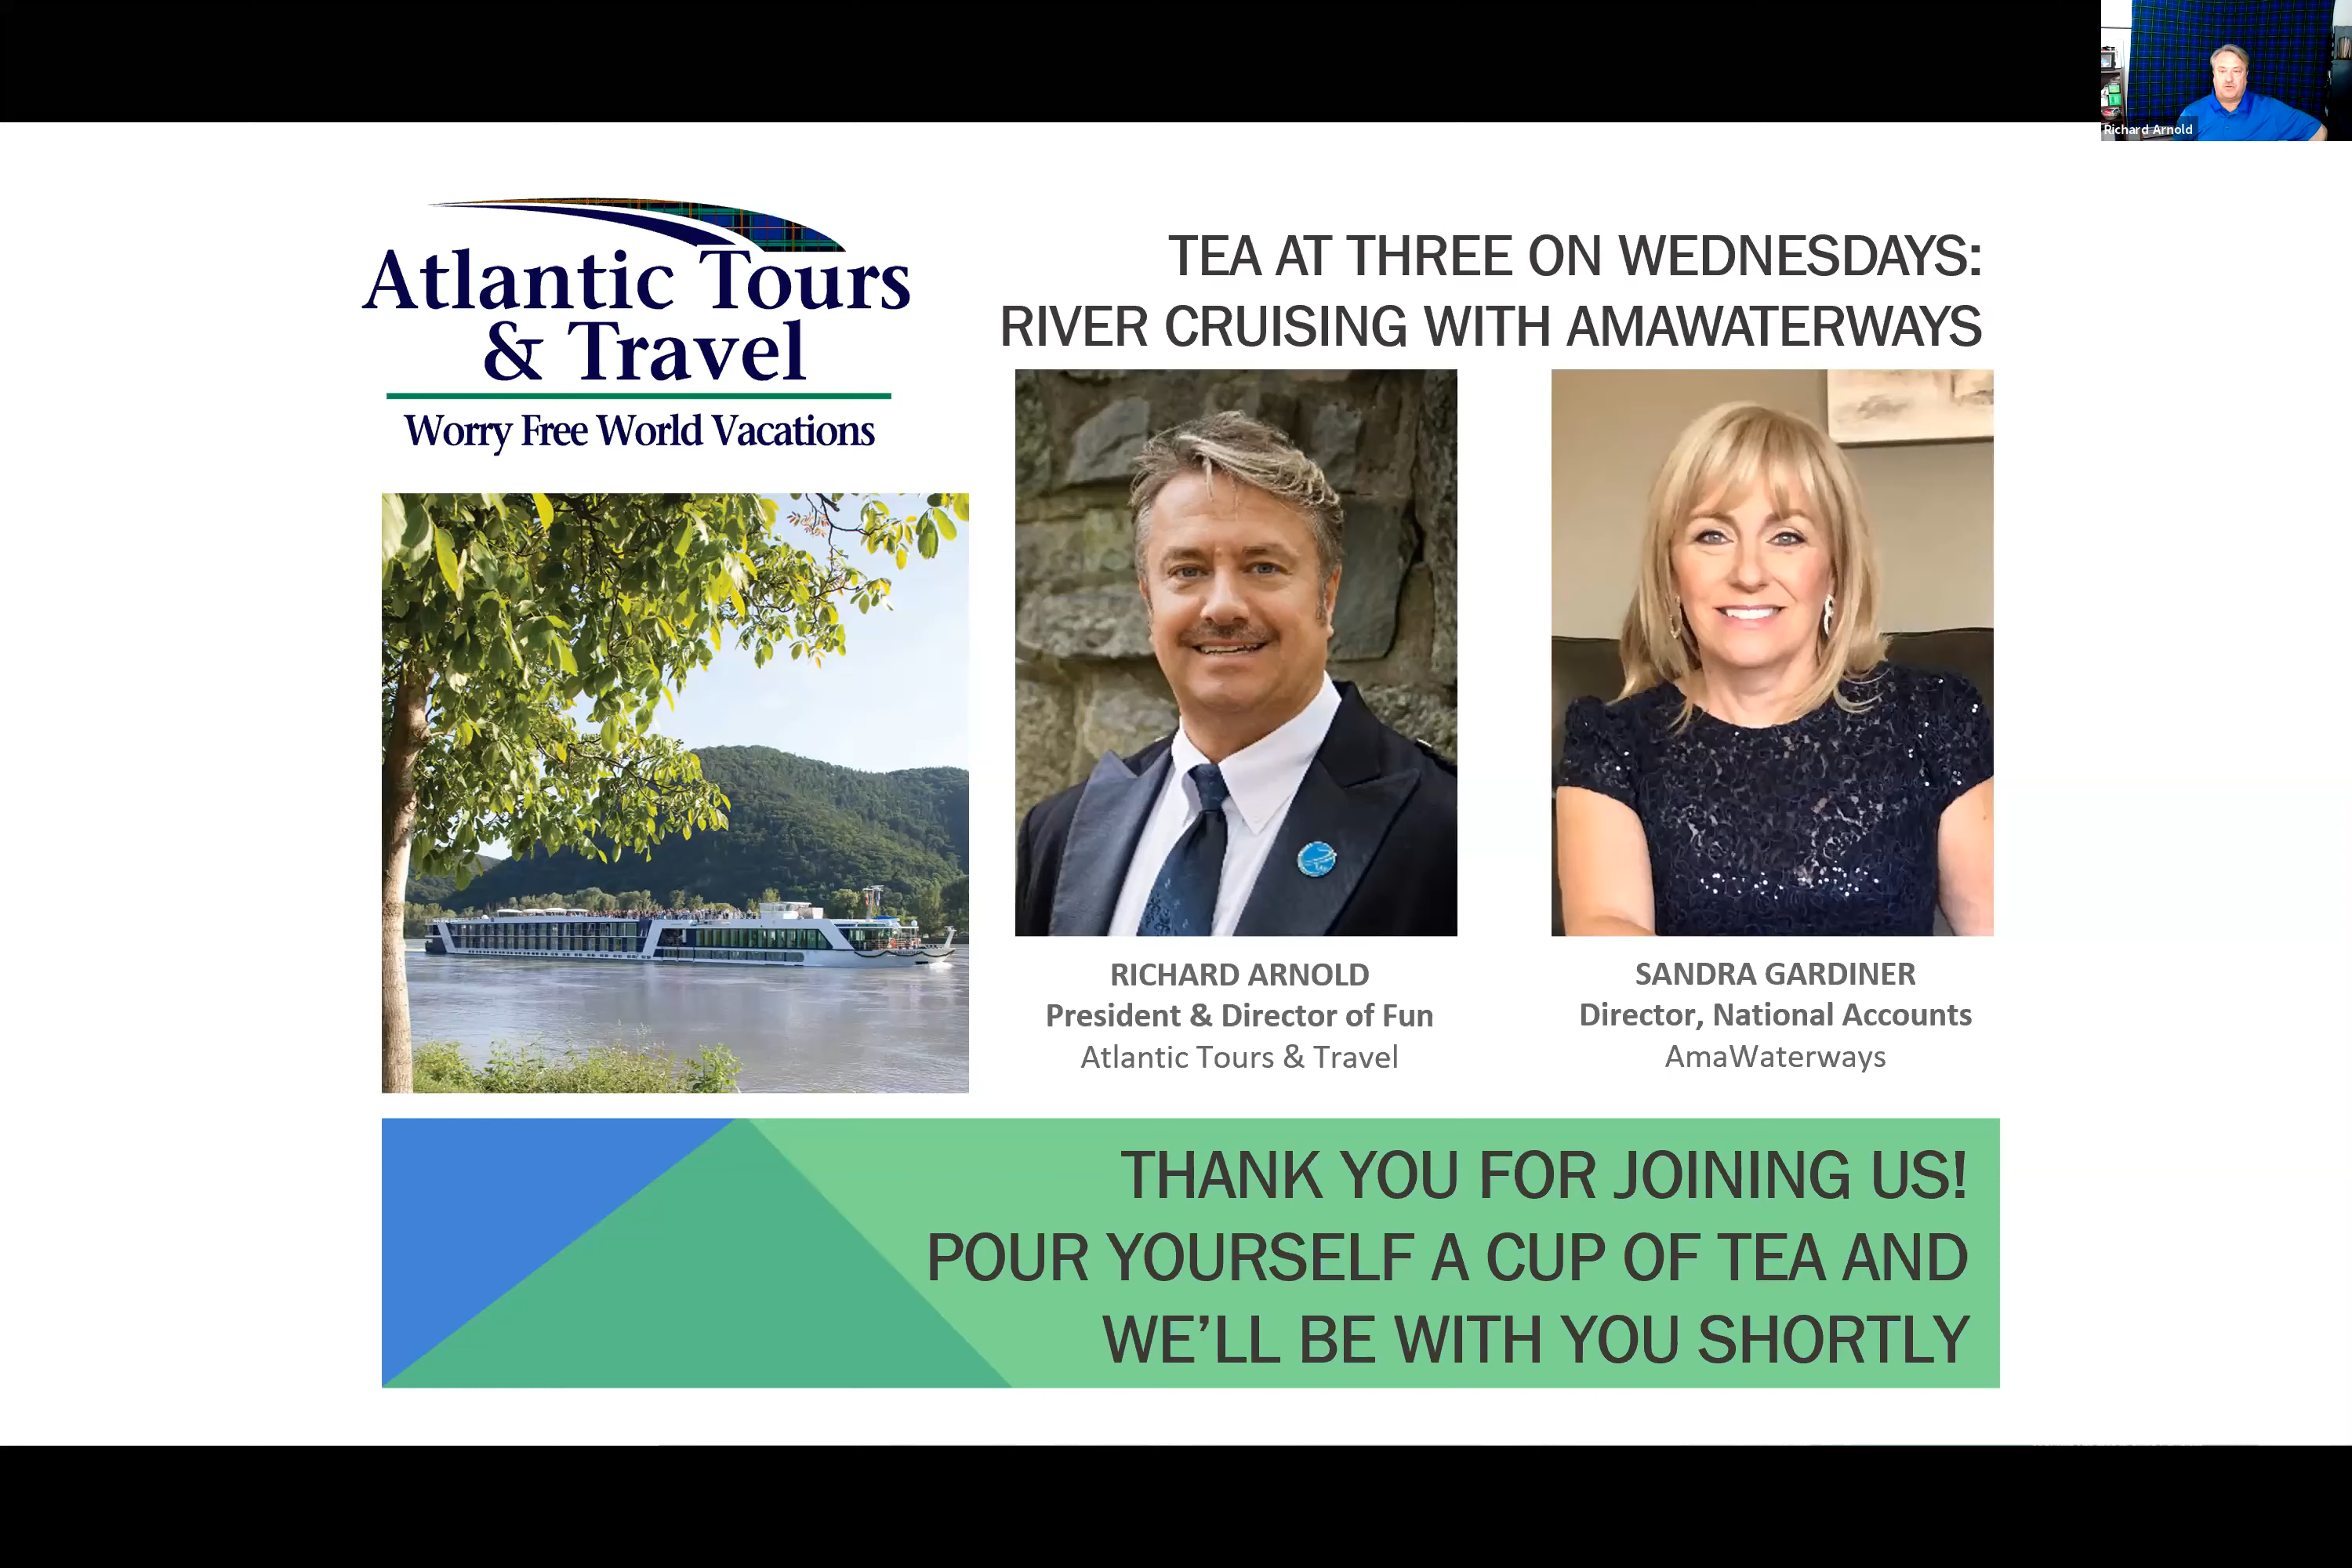 Richard Arnold
Atlantic Tours
& Travel
Worry Free World Vacations
TEA AT THREE ON WEDNESDAYS:
RIVER CRUISING WITH AMAWATERWAYS
RICHARD ARNOLD
President & Director of Fun
Atlantic Tours & Travel
SANDRA GARDINER
Director, National Accounts
AmaWaterways
THANK YOU FOR JOINING US!
POUR YOURSELF A CUP OF TEA AND
WE’LL BE WITH YOU SHORTLY